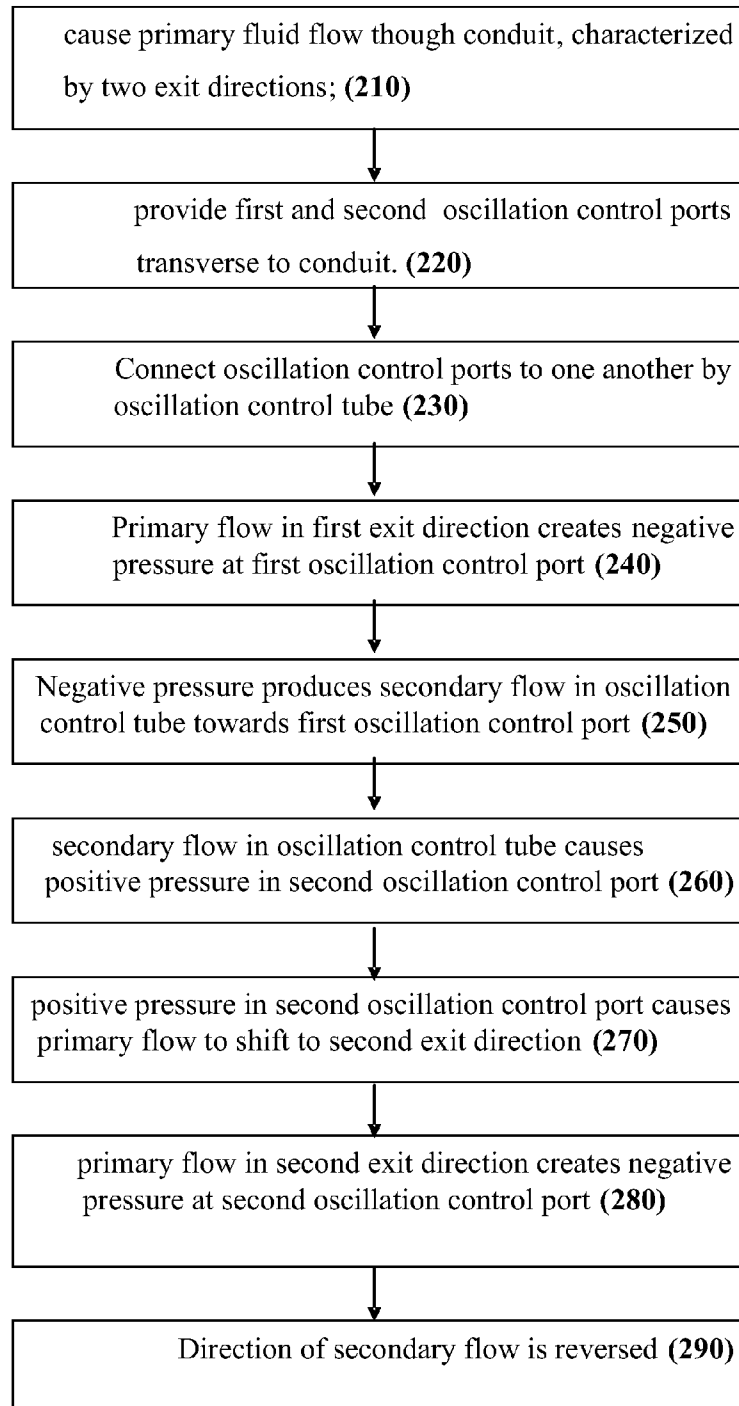 cause primary fluid flow though conduit, characterized
by two exit directions; (210)
provide first and second oscillation control ports
transverse to conduit. (220)
Connect oscillation control ports to one another by
oscillation control tube (230)
Primary flow in first exit direction creates negative
pressure at first oscillation control port (240)
Negative pressure produces secondary flow in oscillation
control tube towards first oscillation control port (250)
secondary flow in oscillation control tube causes
positive pressure in second oscillation control port (260)
positive pressure in second oscillation control port causes
primary flow to shift to second exit direction (270)
primary flow in second exit direction creates negative
pressure at second oscillation control port (280)
Direction of secondary flow is reversed (290)